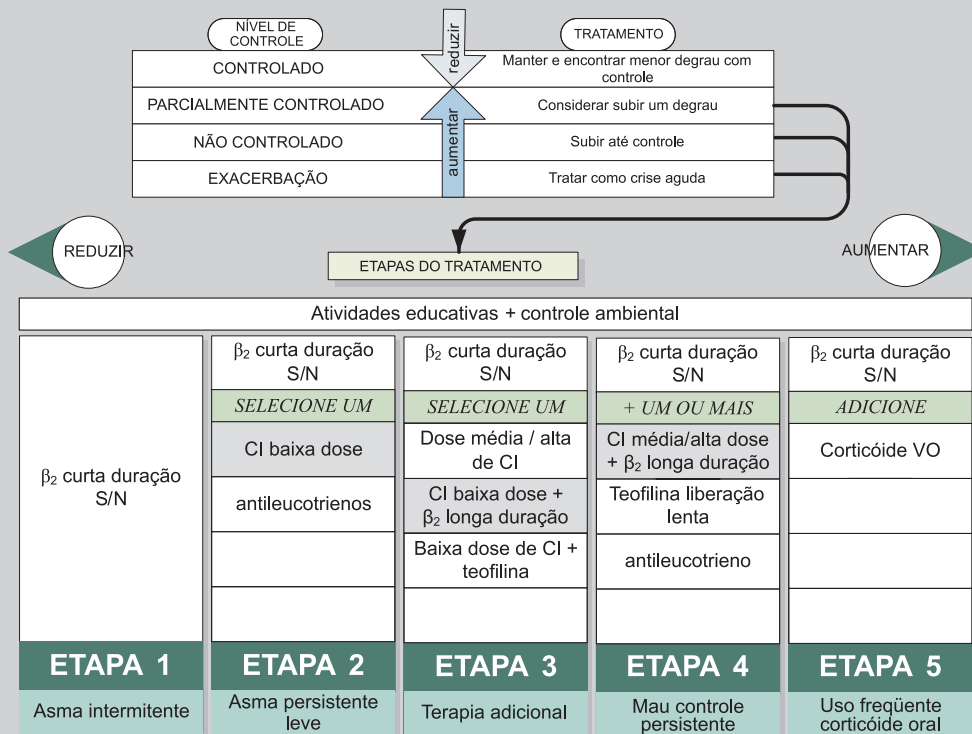 NÍVEL DE
CONTROLE
TRATAMENTO
reduzir
CONTROLADO
Manter e encontrar menor degrau com
controle
PARCIALMENTE CONTROLADO
Considerar subir um degrau
aumentar
NÃO CONTROLADO
Subir até controle
EXACERBAÇÃO
Tratar como crise aguda
REDUZIR
AUMENTAR
ETAPAS DO TRATAMENTO
Atividades educativas + controle ambiental
β₂ curta duração
S/N
ETAPA 1
Asma intermitente
β₂ curta duração
S/N
SELECIONE UM
CI baixa dose
antileucotrienos
ETAPA 2
Asma persistente
leve
β₂ curta duração
S/N
SELECIONE UM
Dose média / alta
de CI
CI baixa dose +
β₂ longa duração
Baixa dose de CI +
teofilina
ETAPA 3
Terapia adicional
β₂ curta duração
S/N
+ UM OU MAIS
CI média/alta dose
+ β₂ longa duração
Teofilina liberação
lenta
antileucotrieno
ETAPA 4
Mau controle
persistente
β₂ curta duração
S/N
ADICIONE
Corticóide VO
ETAPA 5
Uso freqüente
corticóide oral